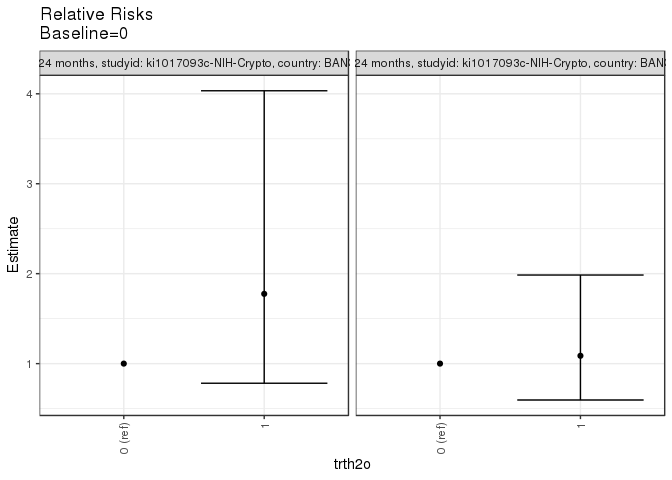 Relative Risks
Baseline=0
24 months, studyid: ki1017093c-NIH-Crypto, country: BAN
24 months, studyid: ki1017093c-NIH-Crypto, country: BAN
4
3
2
1
Estimate
0 (ref)
1
0 (ref)
1
trth2o